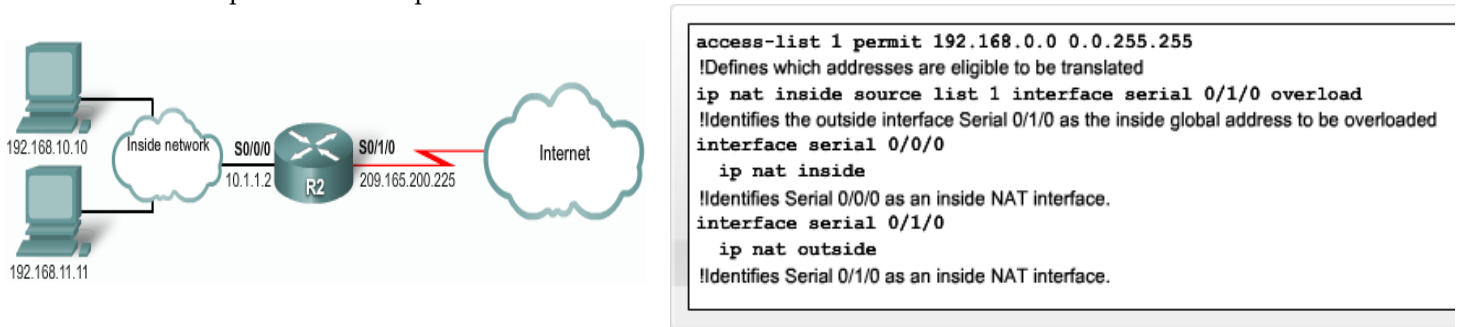 192.168.10.10
Inside network
S0/0/0
10.1.1.2
R2
S0/1/0
209.165.200.225
Internet
192.168.11.11
access-list 1 permit 192.168.0.0 0.0.255.255
!Defines which addresses are eligible to be translated
ip nat inside source list 1 interface serial 0/1/0 overload
!Identifies the outside interface Serial 0/1/0 as the inside global address to be overloaded
interface serial 0/0/0
ip nat inside
!Identifies Serial 0/0/0 as an inside NAT interface.
interface serial 0/1/0
ip nat outside
!Identifies Serial 0/1/0 as an inside NAT interface.